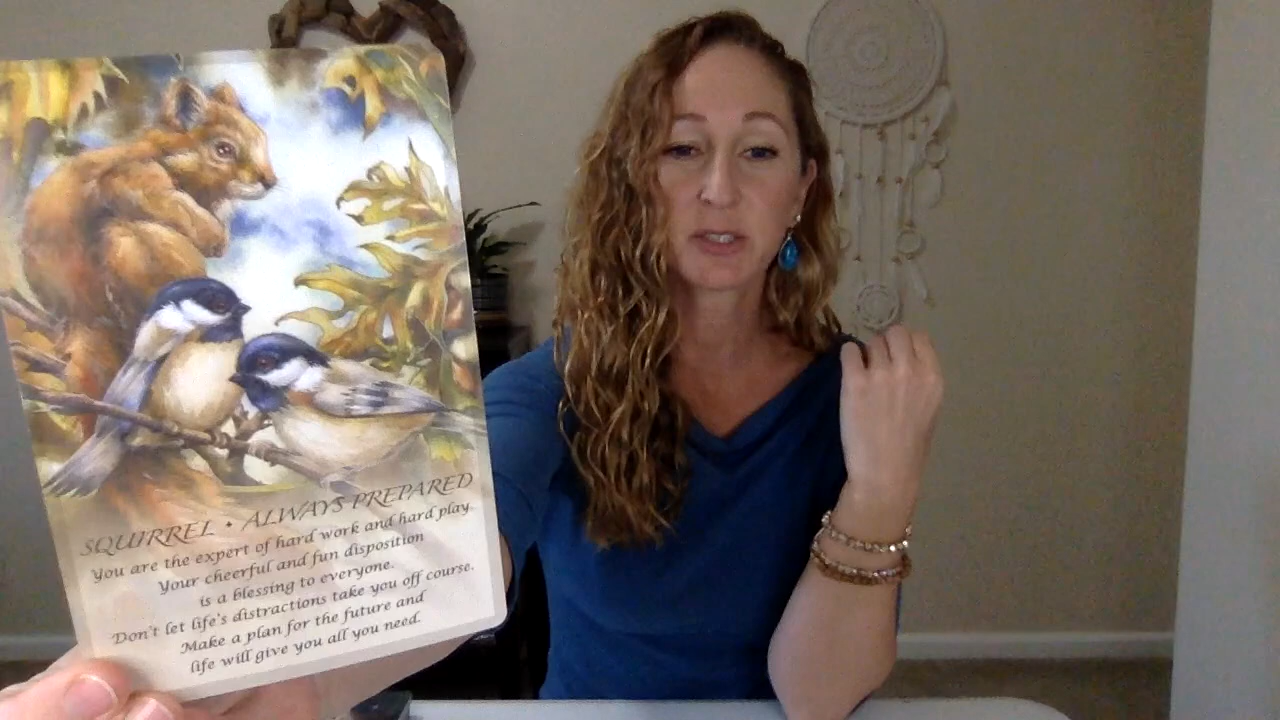 SQUIRREL • ALWAYS PREPARED
You are the expert of hard work and hard play.
Your cheerful and fun disposition
is a blessing to everyone.
Don't let life's distractions take you off course.
Make a plan for the future and
life will give you all you need.